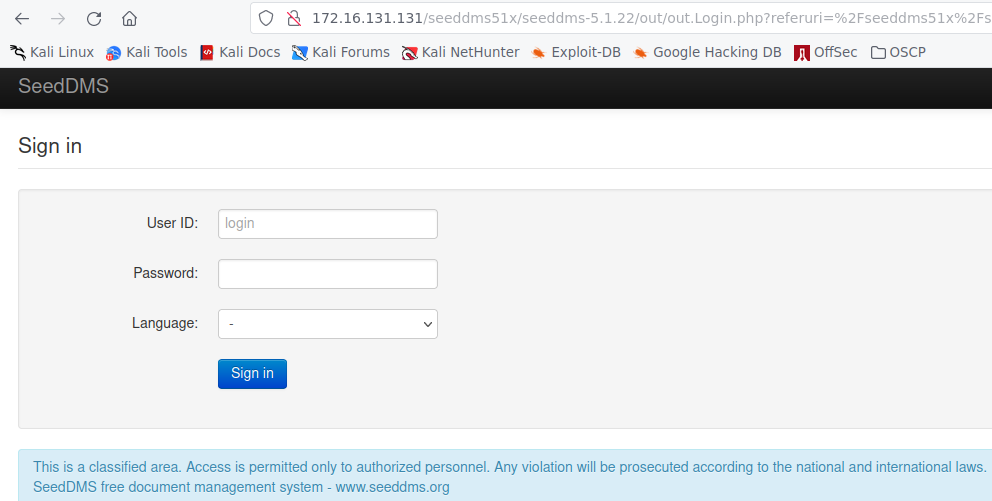 172.16.131.131/seeddms51x/seeddms-5.1.22/out/out.Login.php?referuri=%2Fseeddms51x%2Fs
Kali Linux Kali Tools Kali Docs Kali Forums Kali NetHunter Exploit-DB Google Hacking DB OffSec OSCP
SeedDMS
Sign in
User ID: login
Password:
Language: -
Sign in
This is a classified area. Access is permitted only to authorized personnel. Any violation will be prosecuted according to the national and international laws.
SeedDMS free document management system - www.seeddms.org